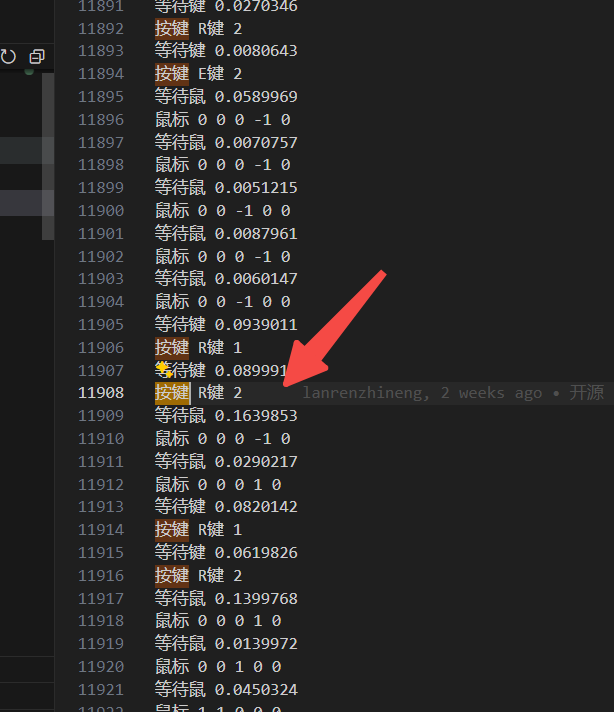 11891 等待键 0.0270346
11892 按键 R键 2
11893 等待键 0.0080643
11894 按键 E键 2
11895 等待鼠 0.0589969
11896 鼠标 0 0 0 -1 0
11897 等待鼠 0.0070757
11898 鼠标 0 0 0 -1 0
11899 等待鼠 0.0051215
11900 鼠标 0 0 -1 0 0
11901 等待鼠 0.0087961
11902 鼠标 0 0 0 -1 0
11903 等待鼠 0.0060147
11904 鼠标 0 0 -1 0 0
11905 等待键 0.0939011
11906 按键 R键 1
11907 等待键 0.089991
11908 按键 R键 2 lanrenzhineng, 2 weeks ago • 开源
11909 等待鼠 0.1639853
11910 鼠标 0 0 0 -1 0
11911 等待鼠 0.0290217
11912 鼠标 0 0 0 1 0
11913 等待键 0.0820142
11914 按键 R键 1
11915 等待键 0.0619826
11916 按键 R键 2
11917 等待鼠 0.1399768
11918 鼠标 0 0 0 1 0
11919 等待鼠 0.0139972
11920 鼠标 0 0 1 0 0
11921 等待鼠 0.0450324
11922 鼠标 1 1 0 0 0